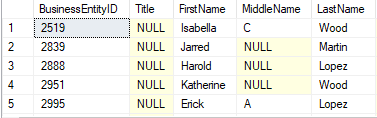 BusinessEntityID Title FirstName MiddleName LastName
1 2519 NULL Isabella C Wood
2 2839 NULL Jarred NULL Martin
3 2888 NULL Harold NULL Lopez
4 2951 NULL Katherine NULL Wood
5 2995 NULL Erick A Lopez